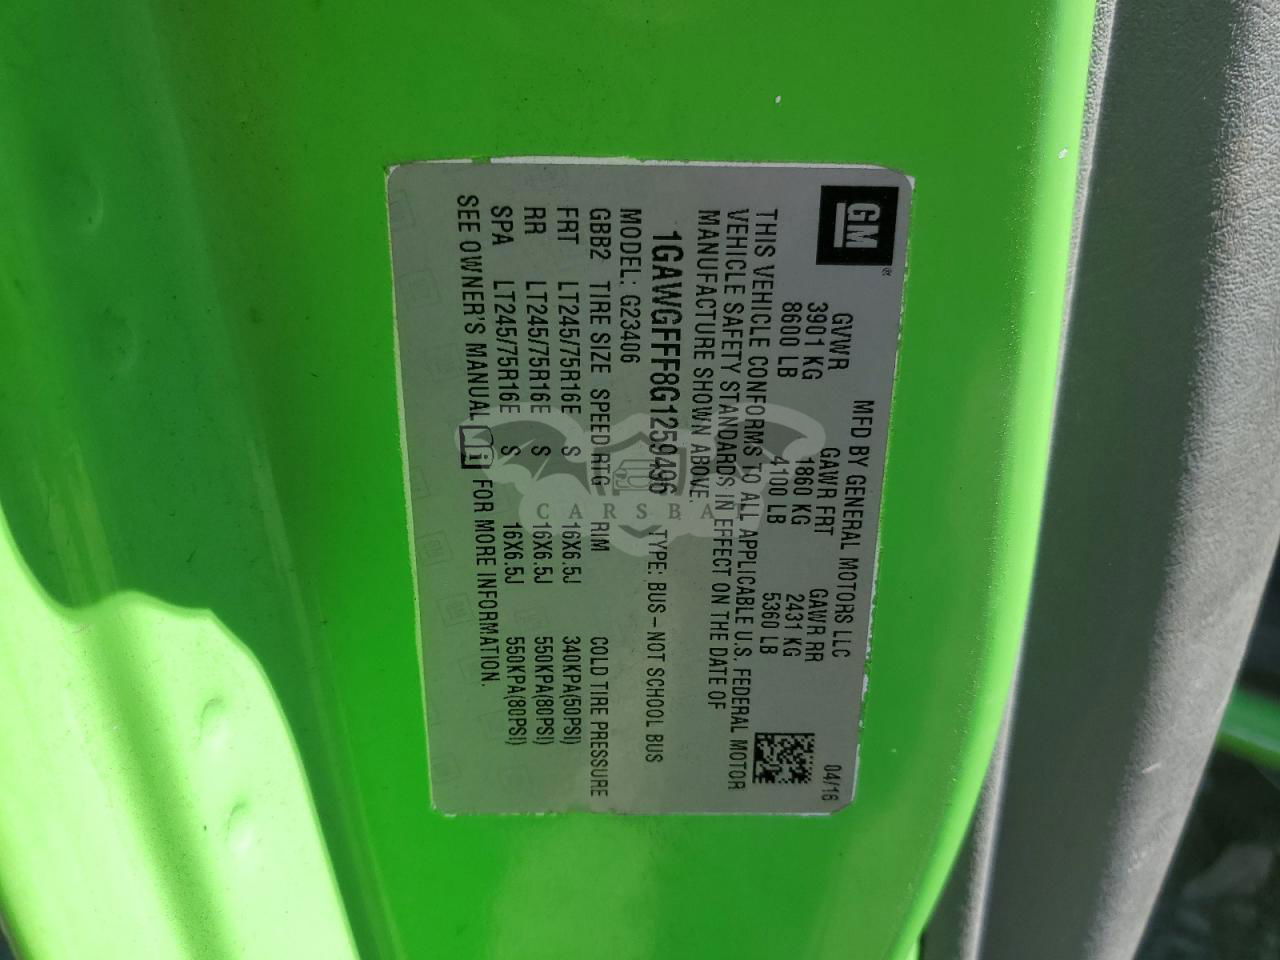 GM
MFD BY GENERAL MOTORS LLC 04/16
GVWR GAWR FRT GAWR RR
3901 KG 1860 KG 2431 KG
8600 LB 4100 LB 5360 LB
THIS VEHICLE CONFORMS TO ALL APPLICABLE U.S. FEDERAL MOTOR
VEHICLE SAFETY STANDARDS IN EFFECT ON THE DATE OF
MANUFACTURE SHOWN ABOVE.
1GAWGFFF8G1259496 TYPE: BUS – NOT SCHOOL BUS
MODEL: G23406
GBB2 TIRE SIZE SPEED RTG RIM COLD TIRE PRESSURE
FRT LT245/75R16E S 16X6.5J 340KPA(50PSI)
RR LT245/75R16E S 16X6.5J 550KPA(80PSI)
SPA LT245/75R16E S 16X6.5J 550KPA(80PSI)
SEE OWNER'S MANUAL i FOR MORE INFORMATION.